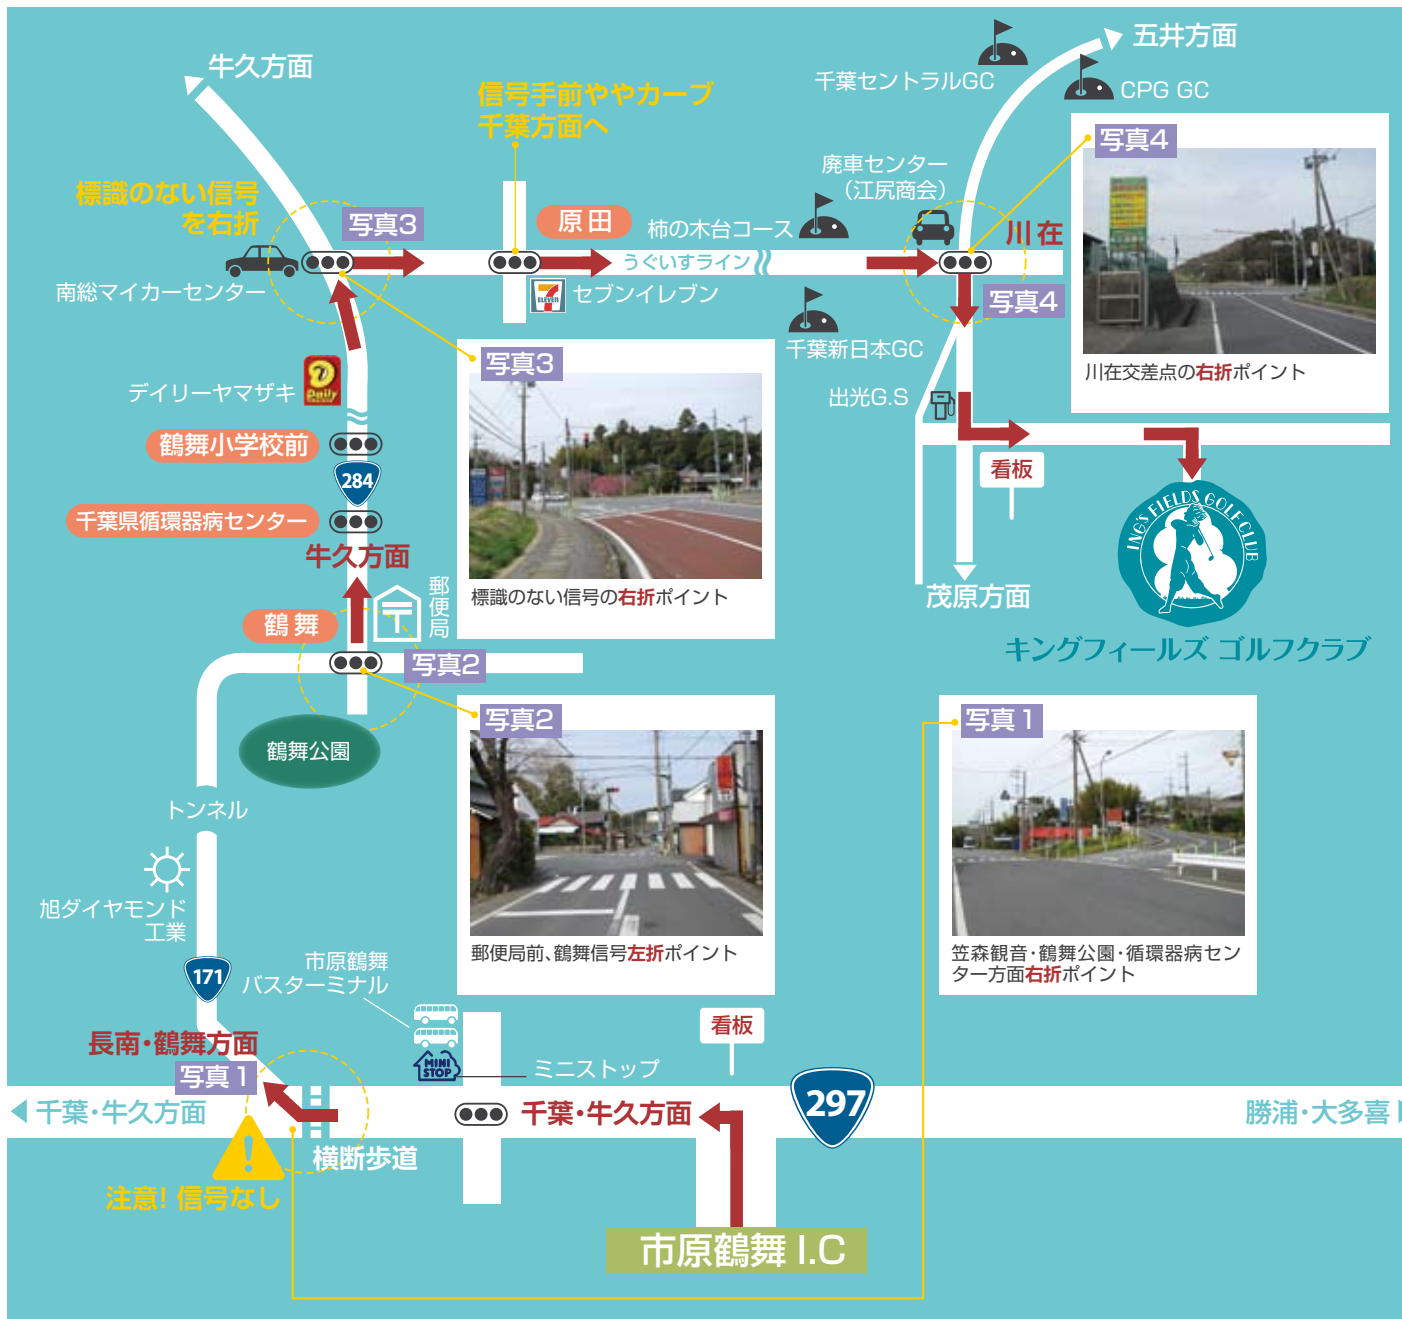 牛久方面
信号手前ややカーブ
千葉方面へ
千葉セントラルGC
五井方面
CPG GC
写真4
川在交差点の右折ポイント
標識のない信号
を右折
写真3
南総マイカーセンター
原田
柿の木台コース
うぐいすライン
ELEVEN
セブンイレブン
廃車センター
(江尻商会)
川在
写真4
千葉新日本GC
出光G.S
看板
茂原方面
ING'S FIELDS GOLF CLUB
キングフィールズ ゴルフクラブ
デイリーヤマザキ
Daily
鶴舞小学校前
284
千葉県循環器病センター
牛久方面
郵便局
鶴舞
写真2
鶴舞公園
写真3
標識のない信号の右折ポイント
写真2
郵便局前、鶴舞信号左折ポイント
写真1
笠森観音・鶴舞公園・循環器病セン
ター方面右折ポイント
トンネル
旭ダイヤモンド
工業
171
市原鶴舞
バスターミナル
MINI
STOP
ミニストップ
看板
長南・鶴舞方面
写真1
千葉・牛久方面
千葉・牛久方面
297
勝浦・大多喜
横断歩道
注意! 信号なし
市原鶴舞 I.C